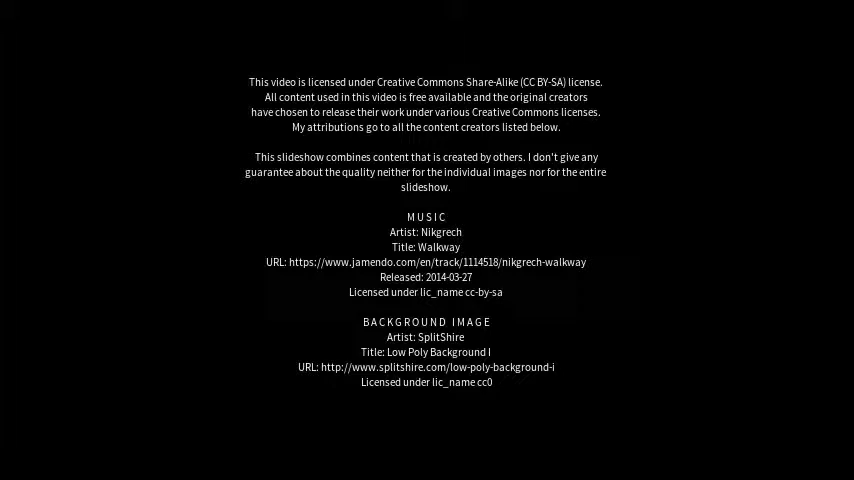 This video is licensed under Creative Commons Share-Alike (CC BY-SA) license.
All content used in this video is free available and the original creators
have chosen to release their work under various Creative Commons licenses.
My attributions go to all the content creators listed below.
This slideshow combines content that is created by others. I don't give any
guarantee about the quality neither for the individual images nor for the entire
slideshow.
MUSIC
Artist: Nikgrech
Title: Walkway
URL: https://www.jamendo.com/en/track/1114518/nikgrech-walkway
Released: 2014-03-27
Licensed under lic_name cc-by-sa
BACKGROUND IMAGE
Artist: SplitShire
Title: Low Poly Background I
URL: http://www.splitshire.com/low-poly-background-i
Licensed under lic_name cc0